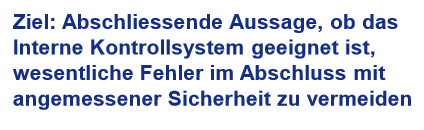 Ziel: Abschliessende Aussage, ob das
Interne Kontrollsystem geeignet ist,
wesentliche Fehler im Abschluss mit
angemessener Sicherheit zu vermeiden